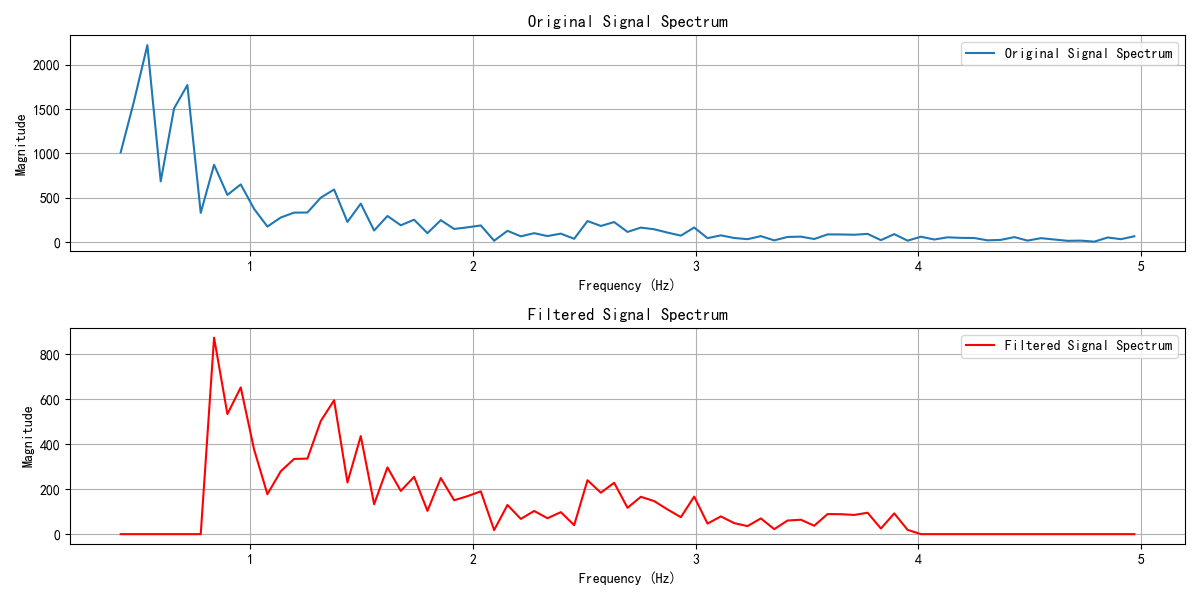 Original Signal Spectrum
Original Signal Spectrum
Magnitude
2000
1500
1000
500
0
1 2 3 4 5
Frequency (Hz)
Filtered Signal Spectrum
Filtered Signal Spectrum
Magnitude
800
600
400
200
0
1 2 3 4 5
Frequency (Hz)